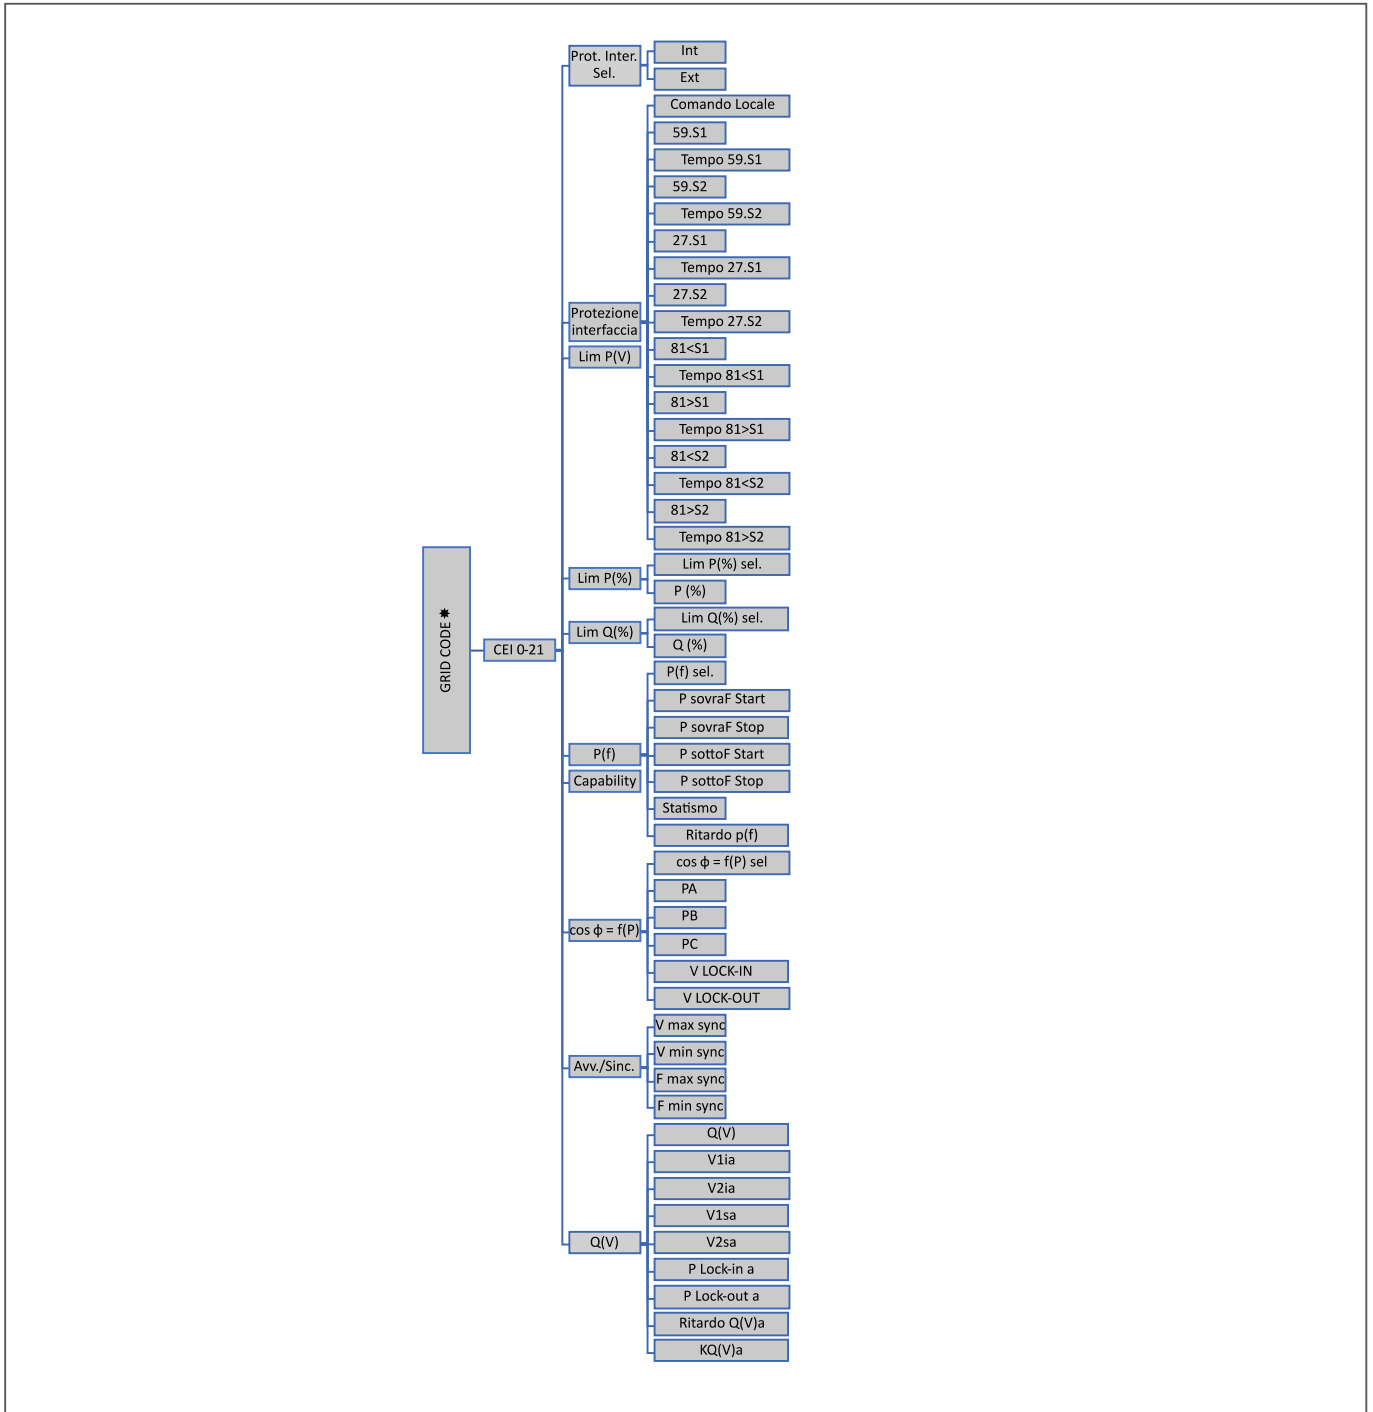 GRID CODE ✸
CEI 0-21
Prot. Inter.
Sel.
Int
Ext
Protezione
interfaccia
Comando Locale
59.S1
Tempo 59.S1
59.S2
Tempo 59.S2
27.S1
Tempo 27.S1
27.S2
Tempo 27.S2
81<S1
Tempo 81<S1
81>S1
Tempo 81>S1
81<S2
Tempo 81<S2
81>S2
Tempo 81>S2
Lim P(V)
Lim P(%)
Lim P(%) sel.
P (%)
Lim Q(%)
Lim Q(%) sel.
Q (%)
P(f)
P(f) sel.
P sovraF Start
P sovraF Stop
P sottoF Start
P sottoF Stop
Statismo
Ritardo p(f)
Capability
cos ϕ = f(P)
cos ϕ = f(P) sel
PA
PB
PC
V LOCK-IN
V LOCK-OUT
Avv./Sinc.
V max sync
V min sync
F max sync
F min sync
Q(V)
Q(V)
V1ia
V2ia
V1sa
V2sa
P Lock-in a
P Lock-out a
Ritardo Q(V)a
KQ(V)a